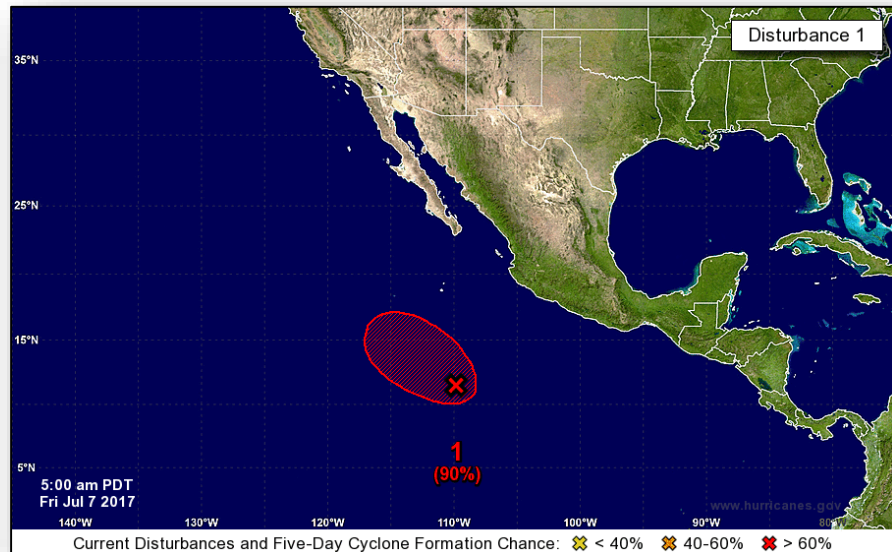 Disturbance 1
35°N
25°N
15°N
5°N
1
(90%)
5:00 am PDT
Fri Jul 7 2017
www.hurricanes.gov
140°W
130°W
120°W
110°W
100°W
90°W
80°W
Current Disturbances and Five-Day Cyclone Formation Chance: < 40% 40-60% > 60%